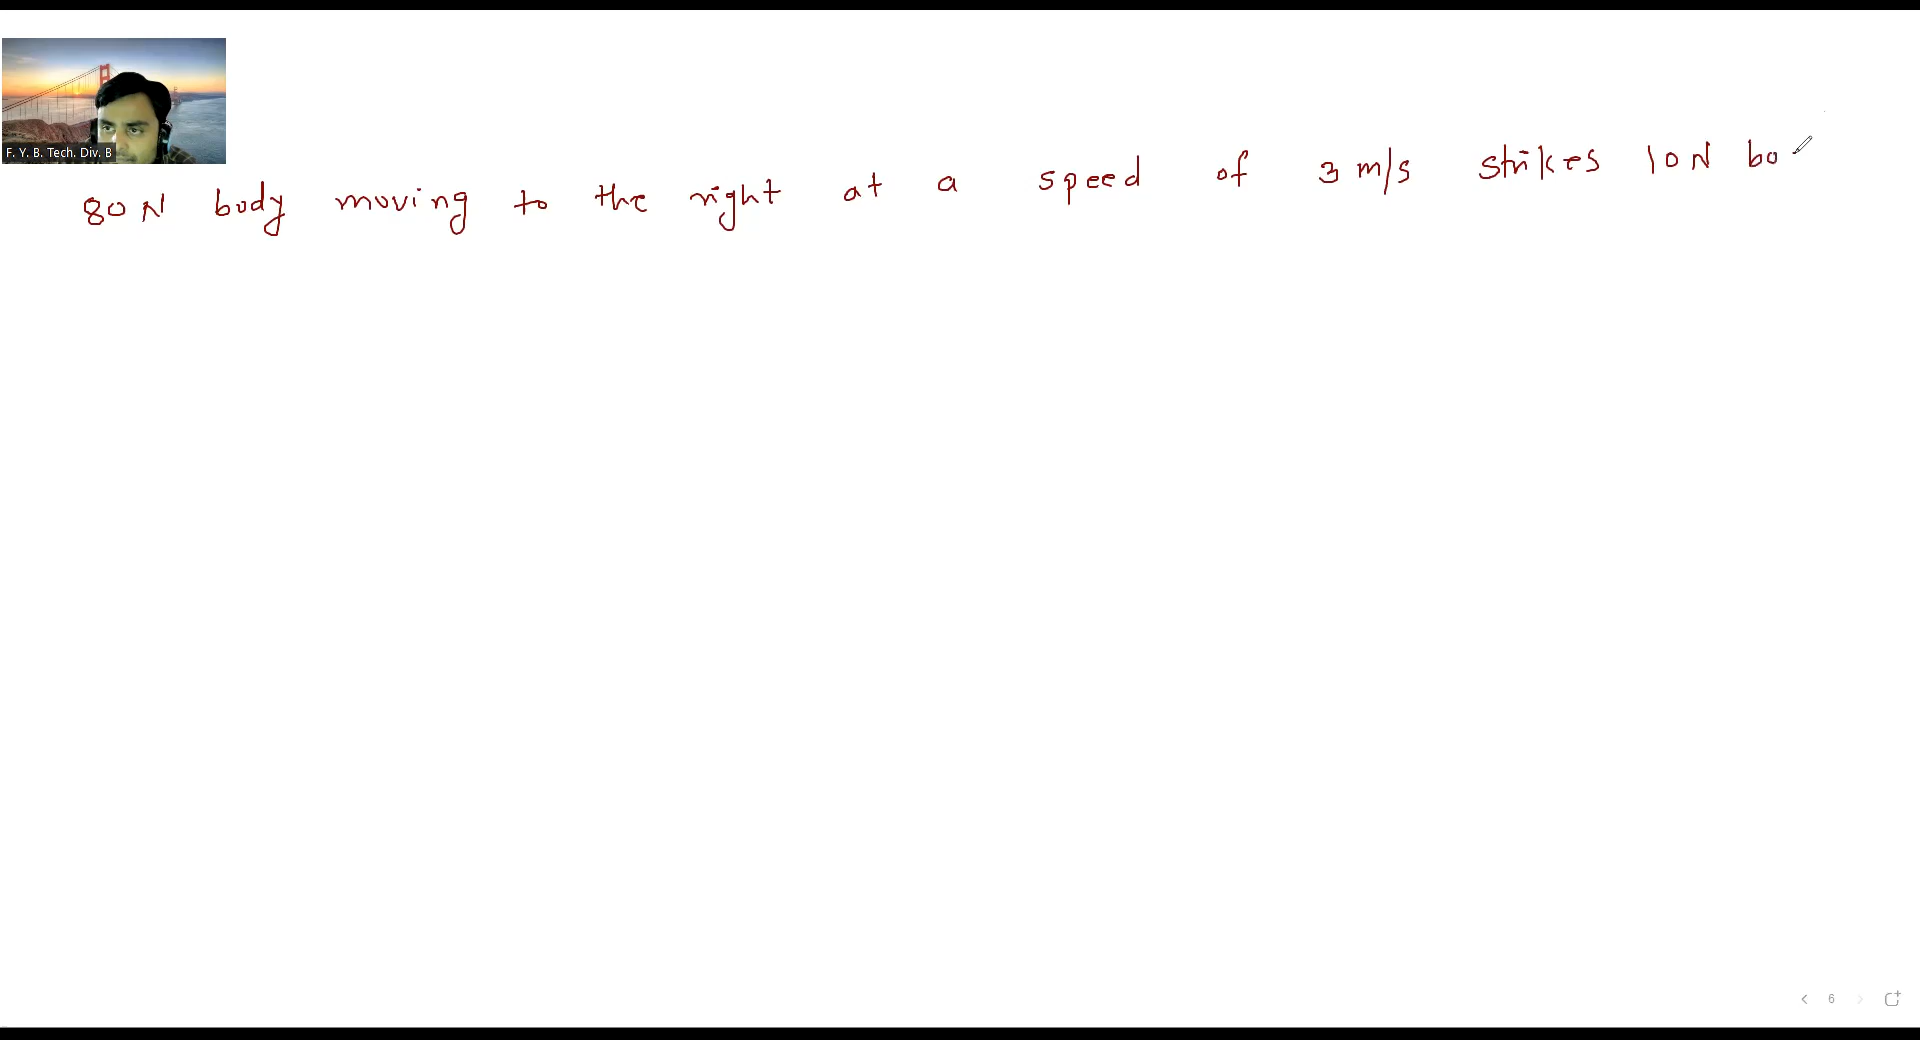 F. Y. B. Tech. Div. B
80 N body moving to the right at a speed of 3 m/s strikes 10 N bo
6